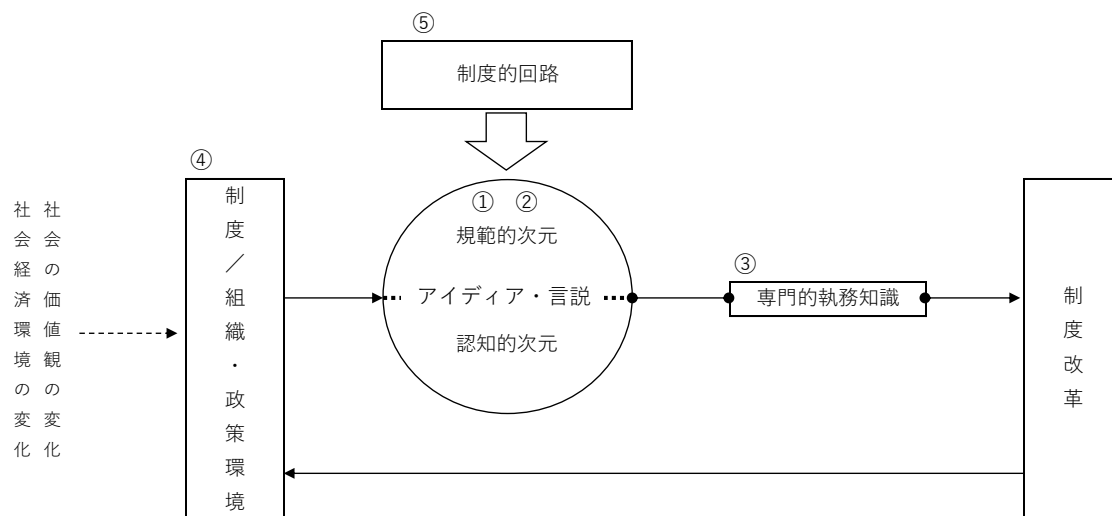 ⑤
制度的回路
④
制度／組織・政策環境
社会の価値観の変化
社会経済環境の変化
① ②
規範的次元
アイディア・言説
認知的次元
③
専門的執務知識
制度改革